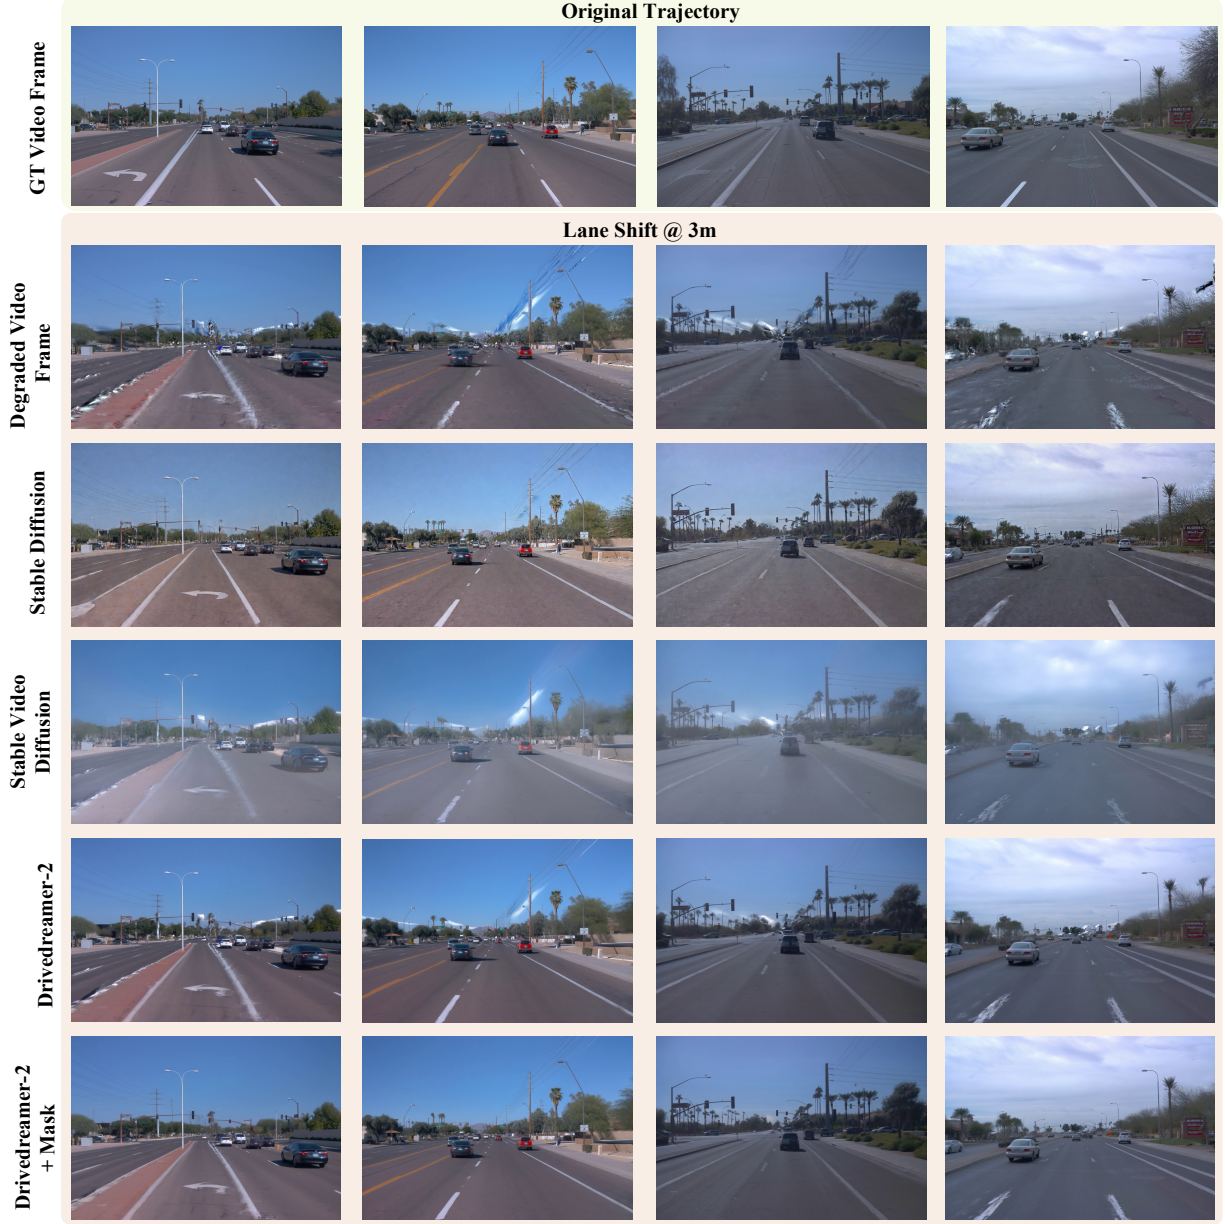 Original Trajectory
GT Video Frame
Lane Shift @ 3m
Degraded Video
Frame
Stable Diffusion
Stable Video
Diffusion
Drivedreamer-2
Drivedreamer-2
+ Mask